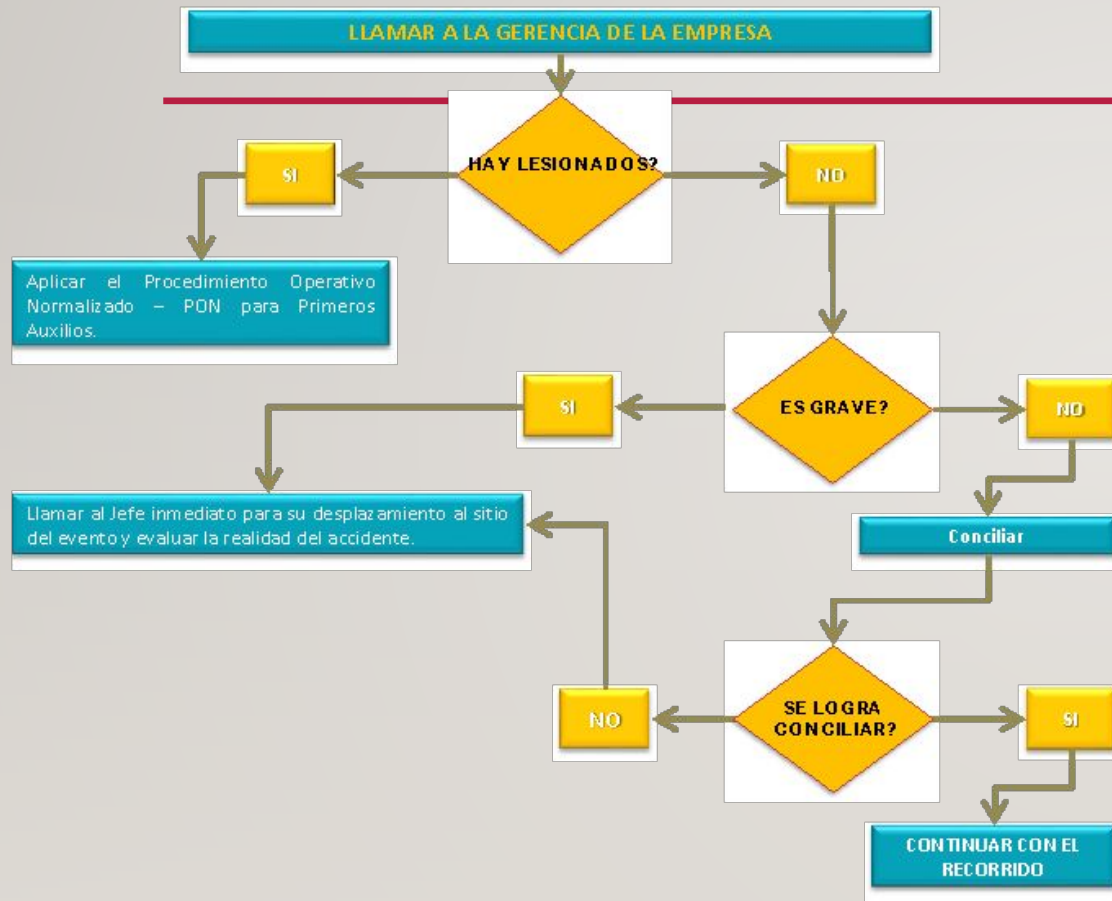 LLAMAR A LA GERENCIA DE LA EMPRESA
HAY LESIONADOS?
SI
NO
Aplicar el Procedimiento Operativo
Normalizado – PON para Primeros
Auxilios.
ES GRAVE?
SI
NO
Llamar al Jefe inmediato para su desplazamiento al sitio
del evento y evaluar la realidad del accidente.
Conciliar
SE LOGRA
CONCILIAR?
NO
SI
CONTINUAR CON EL
RECORRIDO